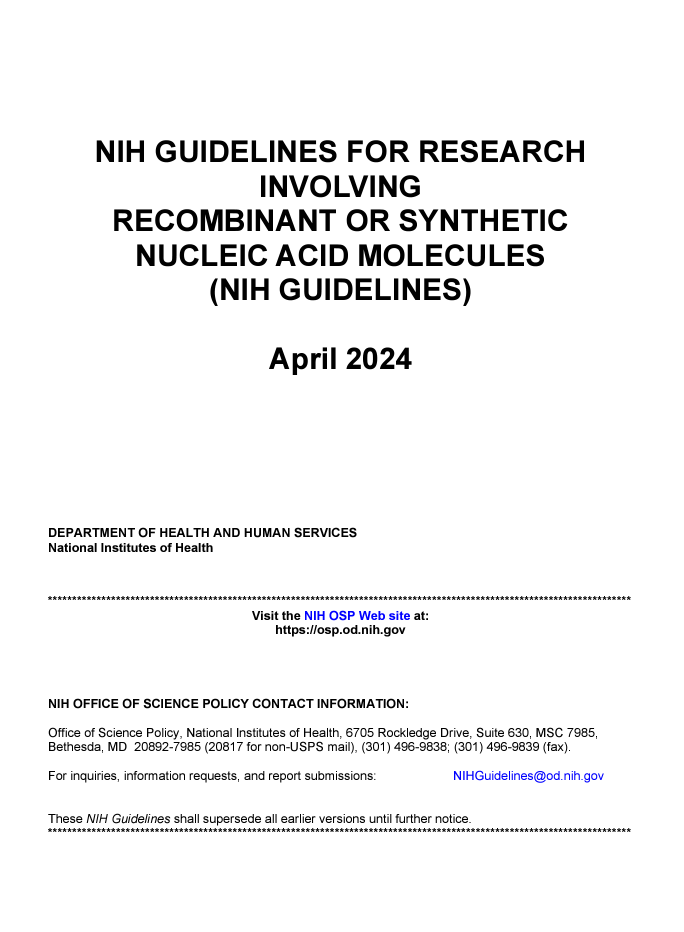 NIH GUIDELINES FOR RESEARCH
INVOLVING
RECOMBINANT OR SYNTHETIC
NUCLEIC ACID MOLECULES
(NIH GUIDELINES)
April 2024
DEPARTMENT OF HEALTH AND HUMAN SERVICES
National Institutes of Health
************************************************************************************************************************
Visit the NIH OSP Web site at:
https://osp.od.nih.gov
NIH OFFICE OF SCIENCE POLICY CONTACT INFORMATION:
Office of Science Policy, National Institutes of Health, 6705 Rockledge Drive, Suite 630, MSC 7985,
Bethesda, MD  20892-7985 (20817 for non-USPS mail), (301) 496-9838; (301) 496-9839 (fax).
For inquiries, information requests, and report submissions: NIHGuidelines@od.nih.gov
These NIH Guidelines shall supersede all earlier versions until further notice.
************************************************************************************************************************